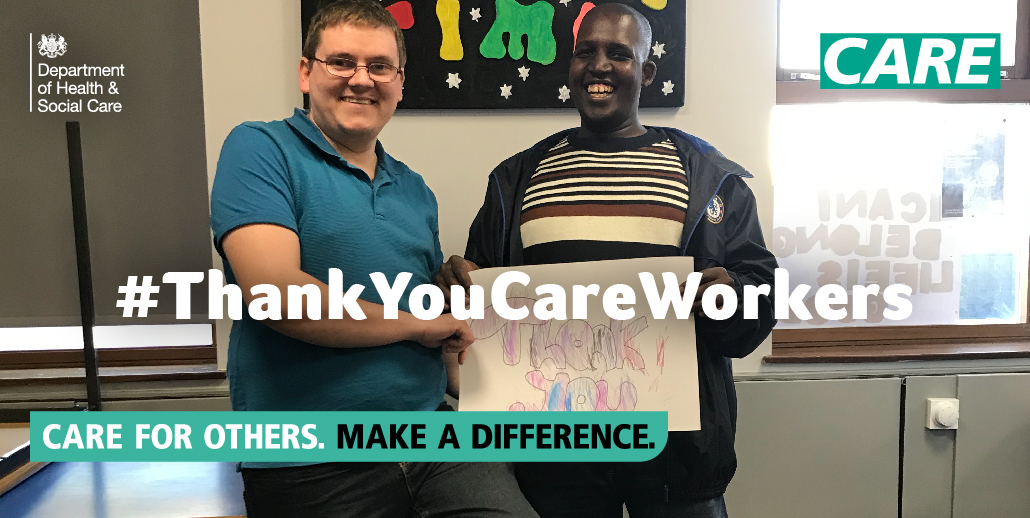 Department
of Health &
Social Care
CARE
#ThankYouCareWorkers
THANK
YOU
CARE FOR OTHERS. MAKE A DIFFERENCE.